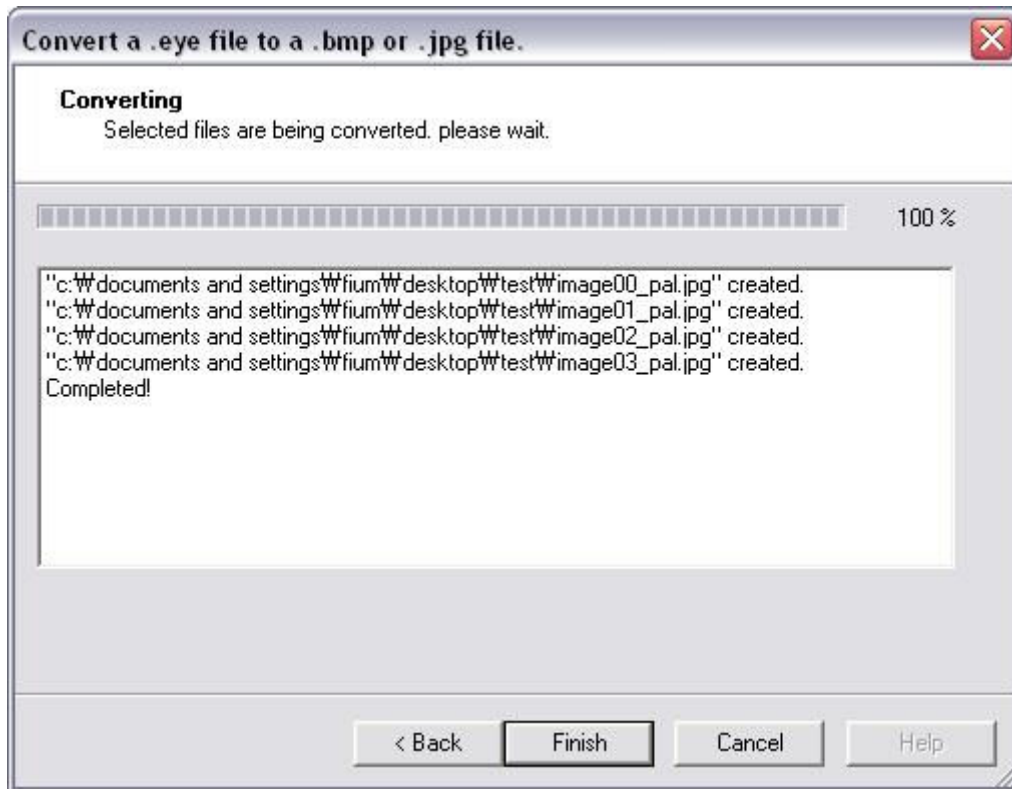 Convert a .eye file to a .bmp or .jpg file.
Converting
Selected files are being converted. please wait.
100 %
"c:₩documents and settings₩fium₩desktop₩test₩image00_pal.jpg" created.
"c:₩documents and settings₩fium₩desktop₩test₩image01_pal.jpg" created.
"c:₩documents and settings₩fium₩desktop₩test₩image02_pal.jpg" created.
"c:₩documents and settings₩fium₩desktop₩test₩image03_pal.jpg" created.
Completed!
< Back Finish Cancel Help